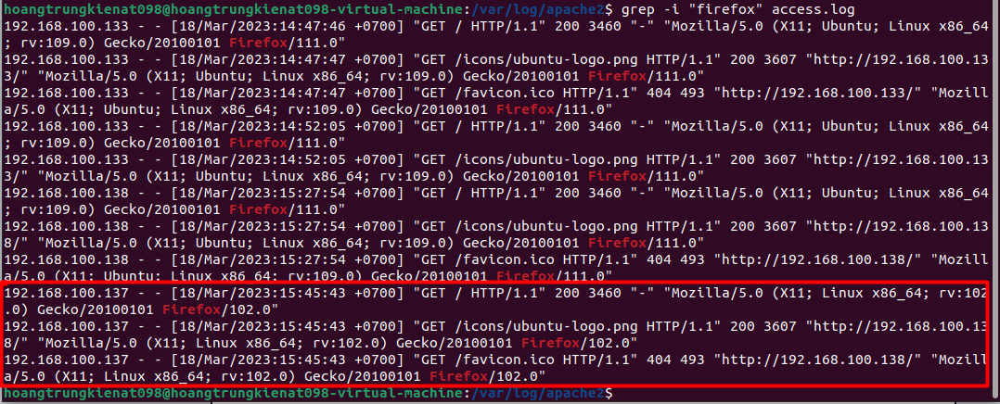 hoangtrungkienat098@hoangtrungkienat098-virtual-machine:/var/log/apache2$ grep -i "firefox" access.log
192.168.100.133 - - [18/Mar/2023:14:47:46 +0700] "GET / HTTP/1.1" 200 3460 "-" "Mozilla/5.0 (X11; Ubuntu; Linux x86_64
; rv:109.0) Gecko/20100101 Firefox/111.0"
192.168.100.133 - - [18/Mar/2023:14:47:47 +0700] "GET /icons/ubuntu-logo.png HTTP/1.1" 200 3607 "http://192.168.100.13
3/" "Mozilla/5.0 (X11; Ubuntu; Linux x86_64; rv:109.0) Gecko/20100101 Firefox/111.0"
192.168.100.133 - - [18/Mar/2023:14:47:47 +0700] "GET /favicon.ico HTTP/1.1" 404 493 "http://192.168.100.133/" "Mozill
a/5.0 (X11; Ubuntu; Linux x86_64; rv:109.0) Gecko/20100101 Firefox/111.0"
192.168.100.133 - - [18/Mar/2023:14:52:05 +0700] "GET / HTTP/1.1" 200 3460 "-" "Mozilla/5.0 (X11; Ubuntu; Linux x86_64
; rv:109.0) Gecko/20100101 Firefox/111.0"
192.168.100.133 - - [18/Mar/2023:14:52:05 +0700] "GET /icons/ubuntu-logo.png HTTP/1.1" 200 3607 "http://192.168.100.13
3/" "Mozilla/5.0 (X11; Ubuntu; Linux x86_64; rv:109.0) Gecko/20100101 Firefox/111.0"
192.168.100.138 - - [18/Mar/2023:15:27:54 +0700] "GET / HTTP/1.1" 200 3460 "-" "Mozilla/5.0 (X11; Ubuntu; Linux x86_64
; rv:109.0) Gecko/20100101 Firefox/111.0"
192.168.100.138 - - [18/Mar/2023:15:27:54 +0700] "GET /icons/ubuntu-logo.png HTTP/1.1" 200 3607 "http://192.168.100.13
8/" "Mozilla/5.0 (X11; Ubuntu; Linux x86_64; rv:109.0) Gecko/20100101 Firefox/111.0"
192.168.100.138 - - [18/Mar/2023:15:27:54 +0700] "GET /favicon.ico HTTP/1.1" 404 493 "http://192.168.100.138/" "Mozill
a/5.0 (X11; Ubuntu; Linux x86_64; rv:109.0) Gecko/20100101 Firefox/111.0"
192.168.100.137 - - [18/Mar/2023:15:45:43 +0700] "GET / HTTP/1.1" 200 3460 "-" "Mozilla/5.0 (X11; Linux x86_64; rv:102
.0) Gecko/20100101 Firefox/102.0"
192.168.100.137 - - [18/Mar/2023:15:45:43 +0700] "GET /icons/ubuntu-logo.png HTTP/1.1" 200 3607 "http://192.168.100.13
8/" "Mozilla/5.0 (X11; Linux x86_64; rv:102.0) Gecko/20100101 Firefox/102.0"
192.168.100.137 - - [18/Mar/2023:15:45:43 +0700] "GET /favicon.ico HTTP/1.1" 404 493 "http://192.168.100.138/" "Mozill
a/5.0 (X11; Linux x86_64; rv:102.0) Gecko/20100101 Firefox/102.0"
hoangtrungkienat098@hoangtrungkienat098-virtual-machine:/var/log/apache2$